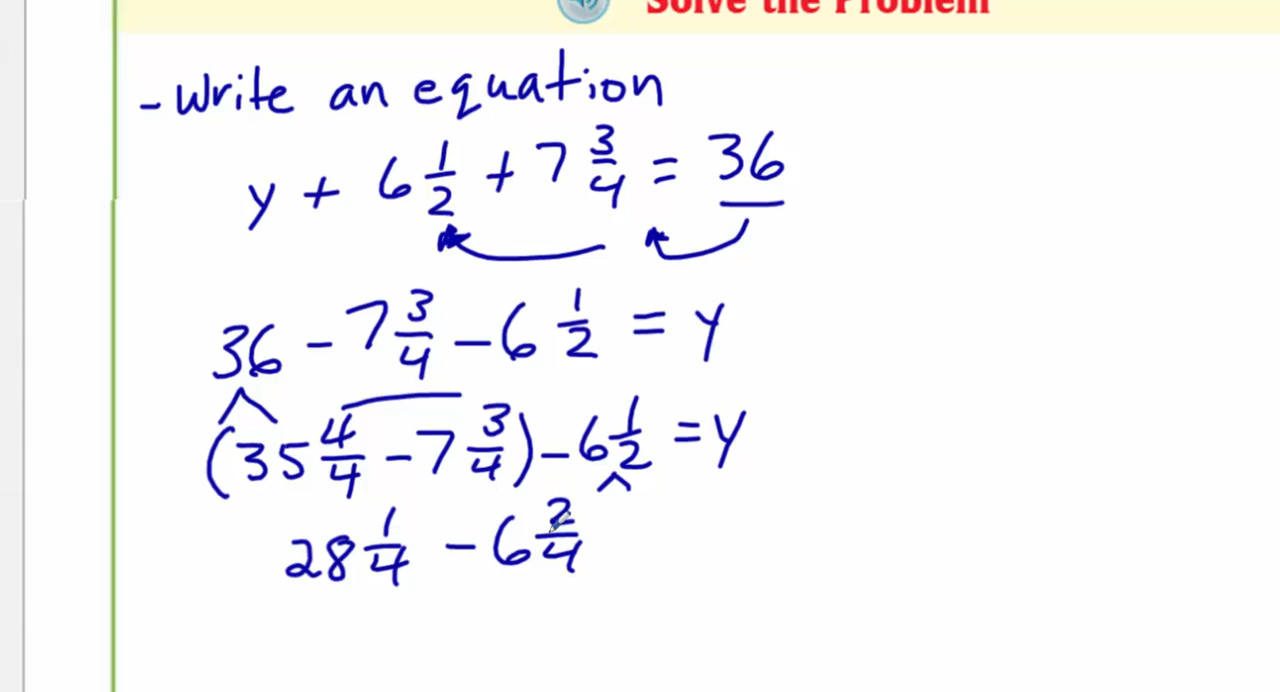 Solve the Problem
- Write an equation
y + 6 1/2 + 7 3/4 = 36
36 - 7 3/4 - 6 1/2 = y
(35 4/4 - 7 3/4) - 6 1/2 = y
28 1/4 - 6 2/4